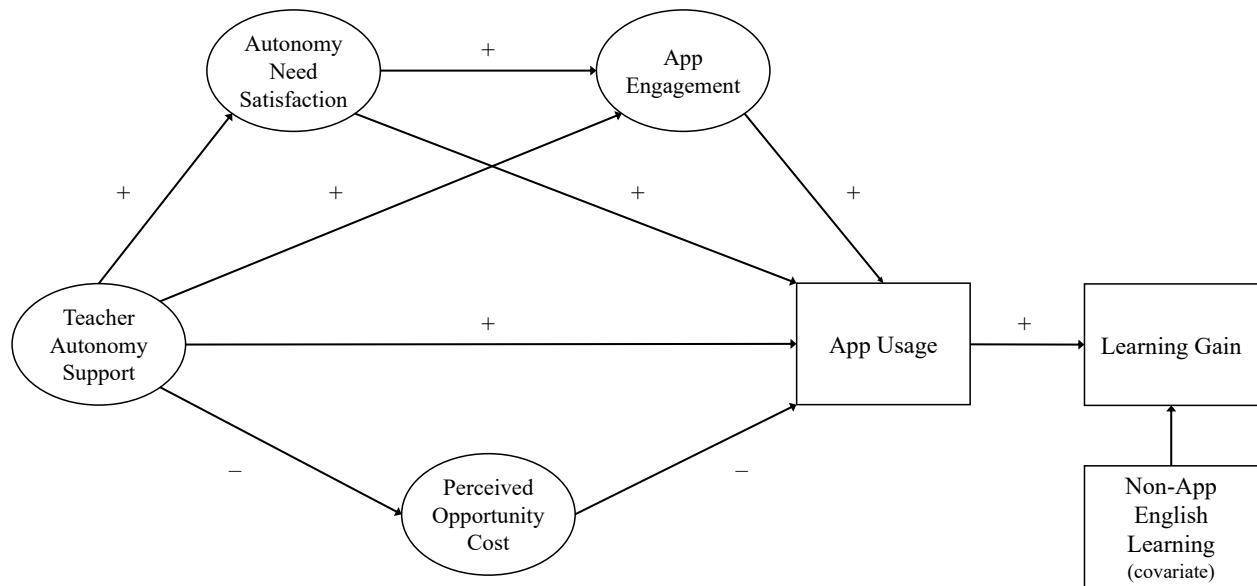 Autonomy
Need
Satisfaction
+
App
Engagement
+
+
+
+
Teacher
Autonomy
Support
+
App Usage
+
Learning Gain
−
Perceived
Opportunity
Cost
−
Non-App
English
Learning
(covariate)